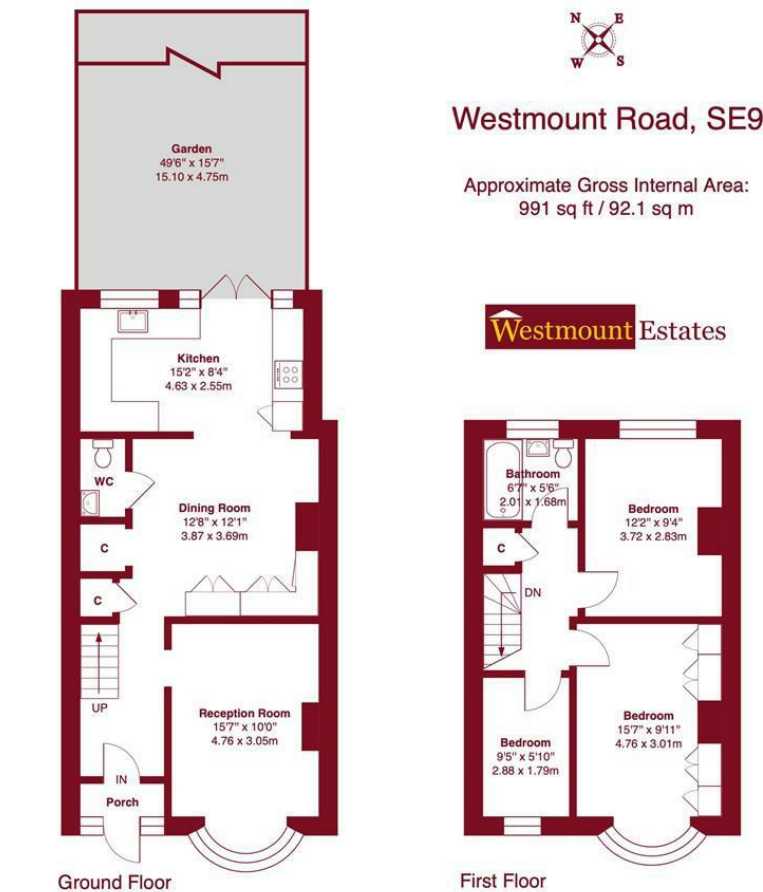 N E
W S
Westmount Road, SE9
Approximate Gross Internal Area:
991 sq ft / 92.1 sq m
Westmount Estates
Garden
49'6" x 15'7"
15.10 x 4.75m
Kitchen
15'2" x 8'4"
4.63 x 2.55m
WC
Dining Room
12'8" x 12'1"
3.87 x 3.69m
C
C
UP
Reception Room
15'7" x 10'0"
4.76 x 3.05m
IN
Porch
Ground Floor
Bathroom
6'7" x 5'6"
2.01 x 1.68m
Bedroom
12'2" x 9'4"
3.72 x 2.83m
C
DN
Bedroom
15'7" x 9'11"
4.76 x 3.01m
Bedroom
9'5" x 5'10"
2.88 x 1.79m
First Floor